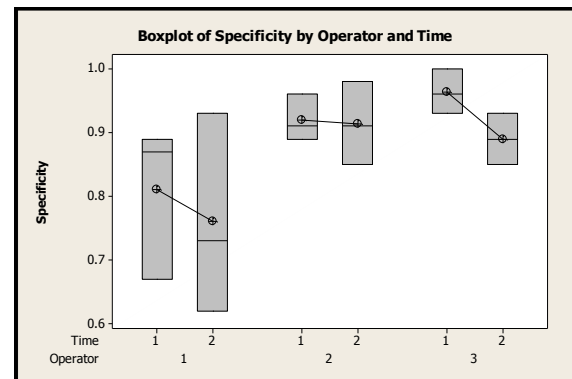 Boxplot of Specificity by Operator and Time
Specificity
1.0
0.9
0.8
0.7
0.6
Time 1 2 1 2 1 2
Operator 1 2 3